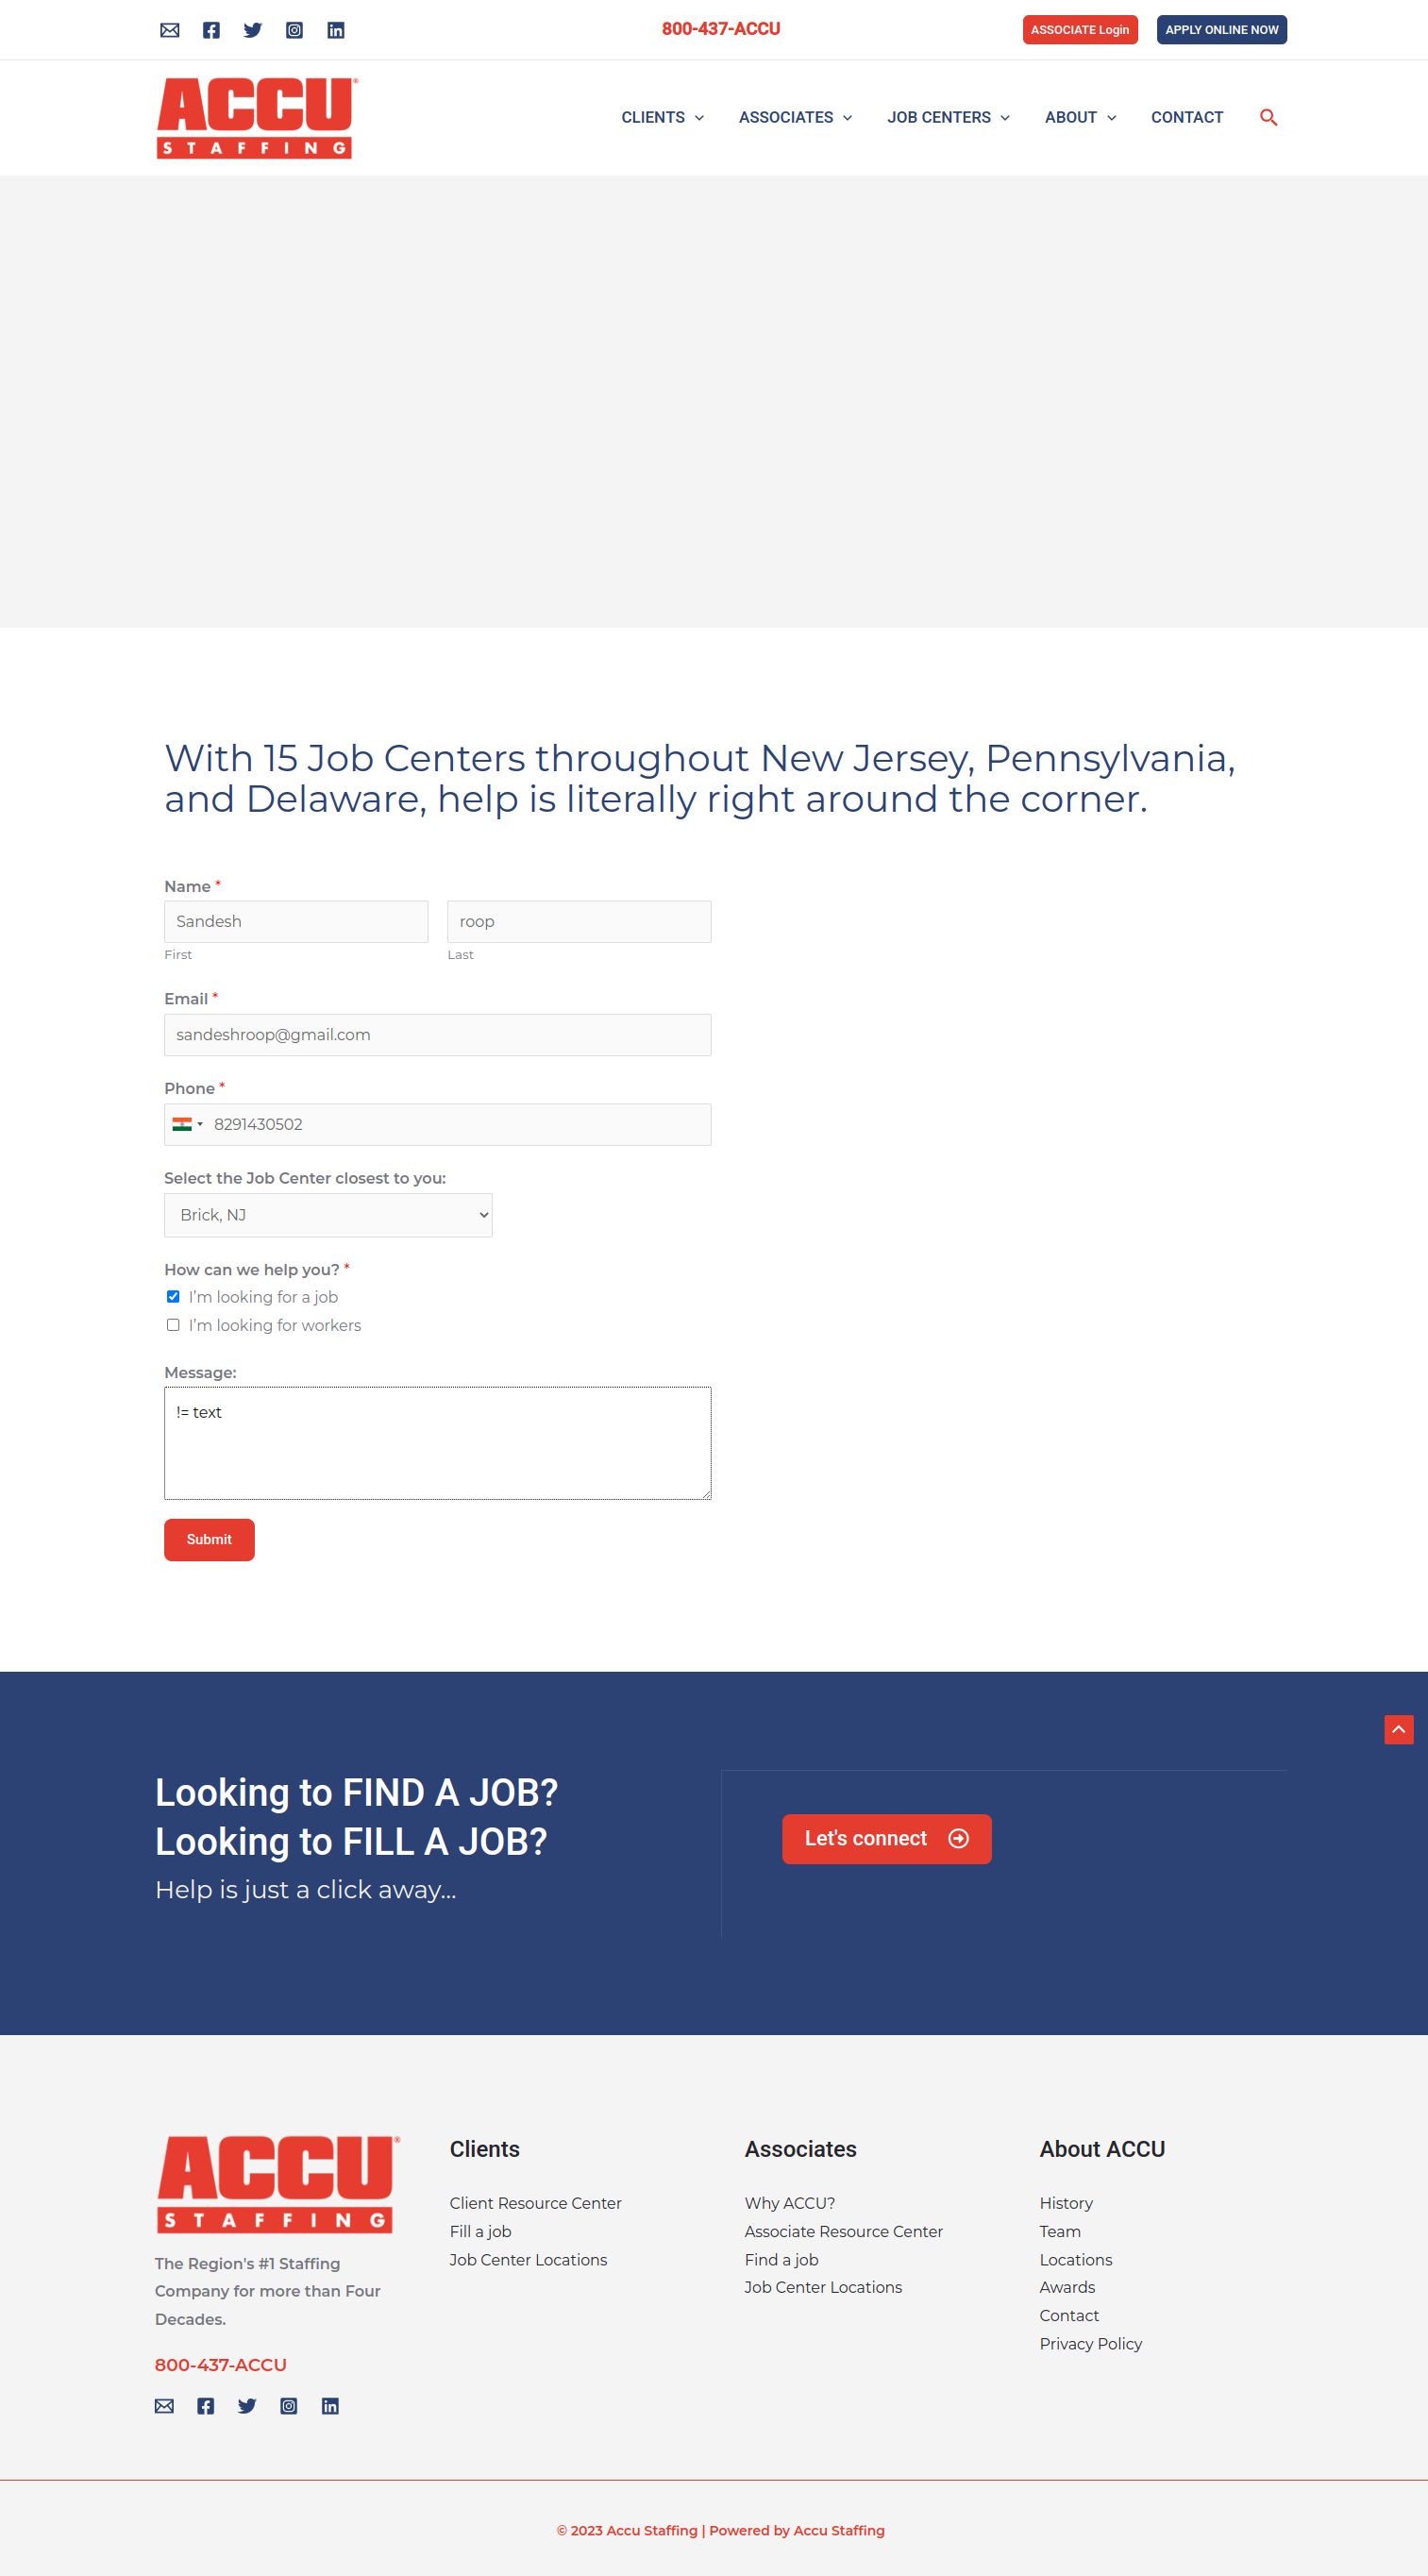 800-437-ACCU
ASSOCIATE Login
APPLY ONLINE NOW
ACCU®
STAFFING
CLIENTS
ASSOCIATES
JOB CENTERS
ABOUT
CONTACT
With 15 Job Centers throughout New Jersey, Pennsylvania,
and Delaware, help is literally right around the corner.
Name *
Sandesh
roop
First
Last
Email *
sandeshroop@gmail.com
Phone *
8291430502
Select the Job Center closest to you:
Brick, NJ
How can we help you? *
I'm looking for a job
I'm looking for workers
Message:
!= text
Submit
Looking to FIND A JOB?
Looking to FILL A JOB?
Help is just a click away...
Let's connect
ACCU®
STAFFING
The Region's #1 Staffing
Company for more than Four
Decades.
800-437-ACCU
Clients
Client Resource Center
Fill a job
Job Center Locations
Associates
Why ACCU?
Associate Resource Center
Find a job
Job Center Locations
About ACCU
History
Team
Locations
Awards
Contact
Privacy Policy
© 2023 Accu Staffing | Powered by Accu Staffing